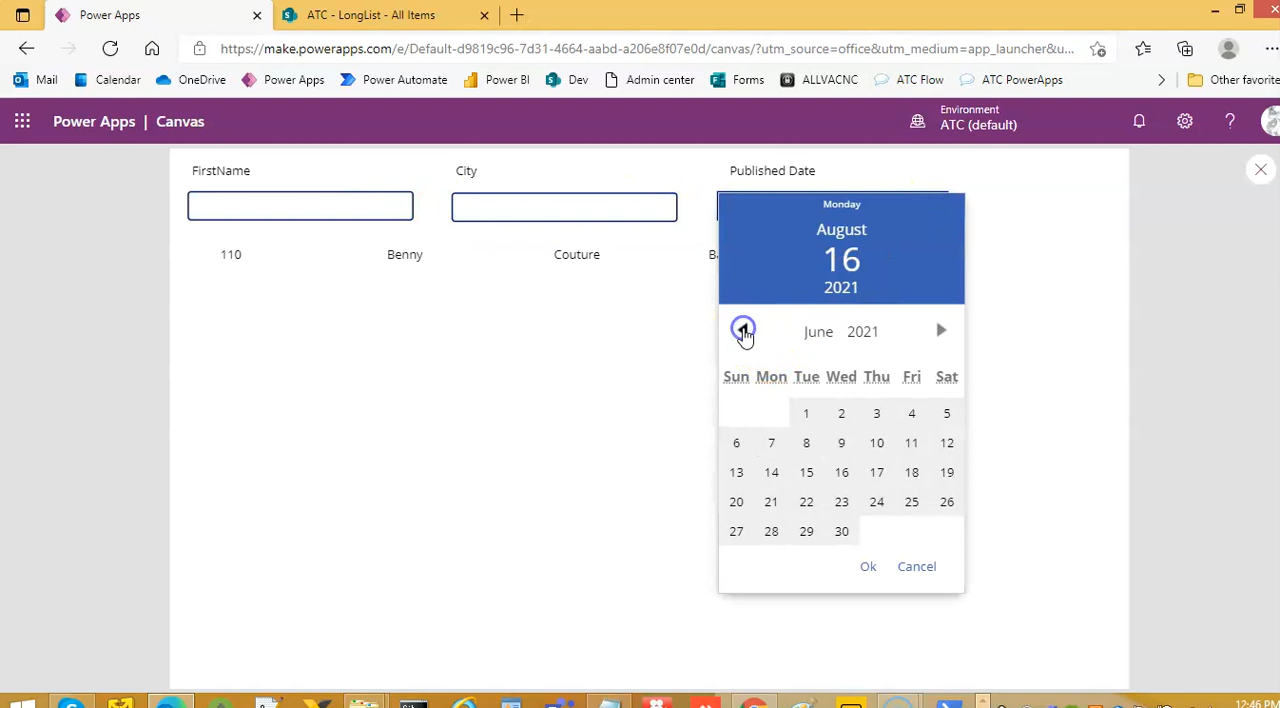 Power Apps
ATC - LongList - All Items
https://make.powerapps.com/e/Default-d9819c96-7d31-4664-aabd-a206e8f07e0d/canvas/?utm_source=office&utm_medium=app_launcher&u...
Mail
Calendar
OneDrive
Power Apps
Power Automate
Power BI
Dev
Admin center
Forms
ALLVACNC
ATC Flow
ATC PowerApps
Other favorite
Power Apps | Canvas
Environment
ATC (default)
FirstName
City
Published Date
110
Benny
Couture
Monday
August
16
2021
June 2021
Sun Mon Tue Wed Thu Fri Sat
1 2 3 4 5
6 7 8 9 10 11 12
13 14 15 16 17 18 19
20 21 22 23 24 25 26
27 28 29 30
Ok Cancel
12:46 PM